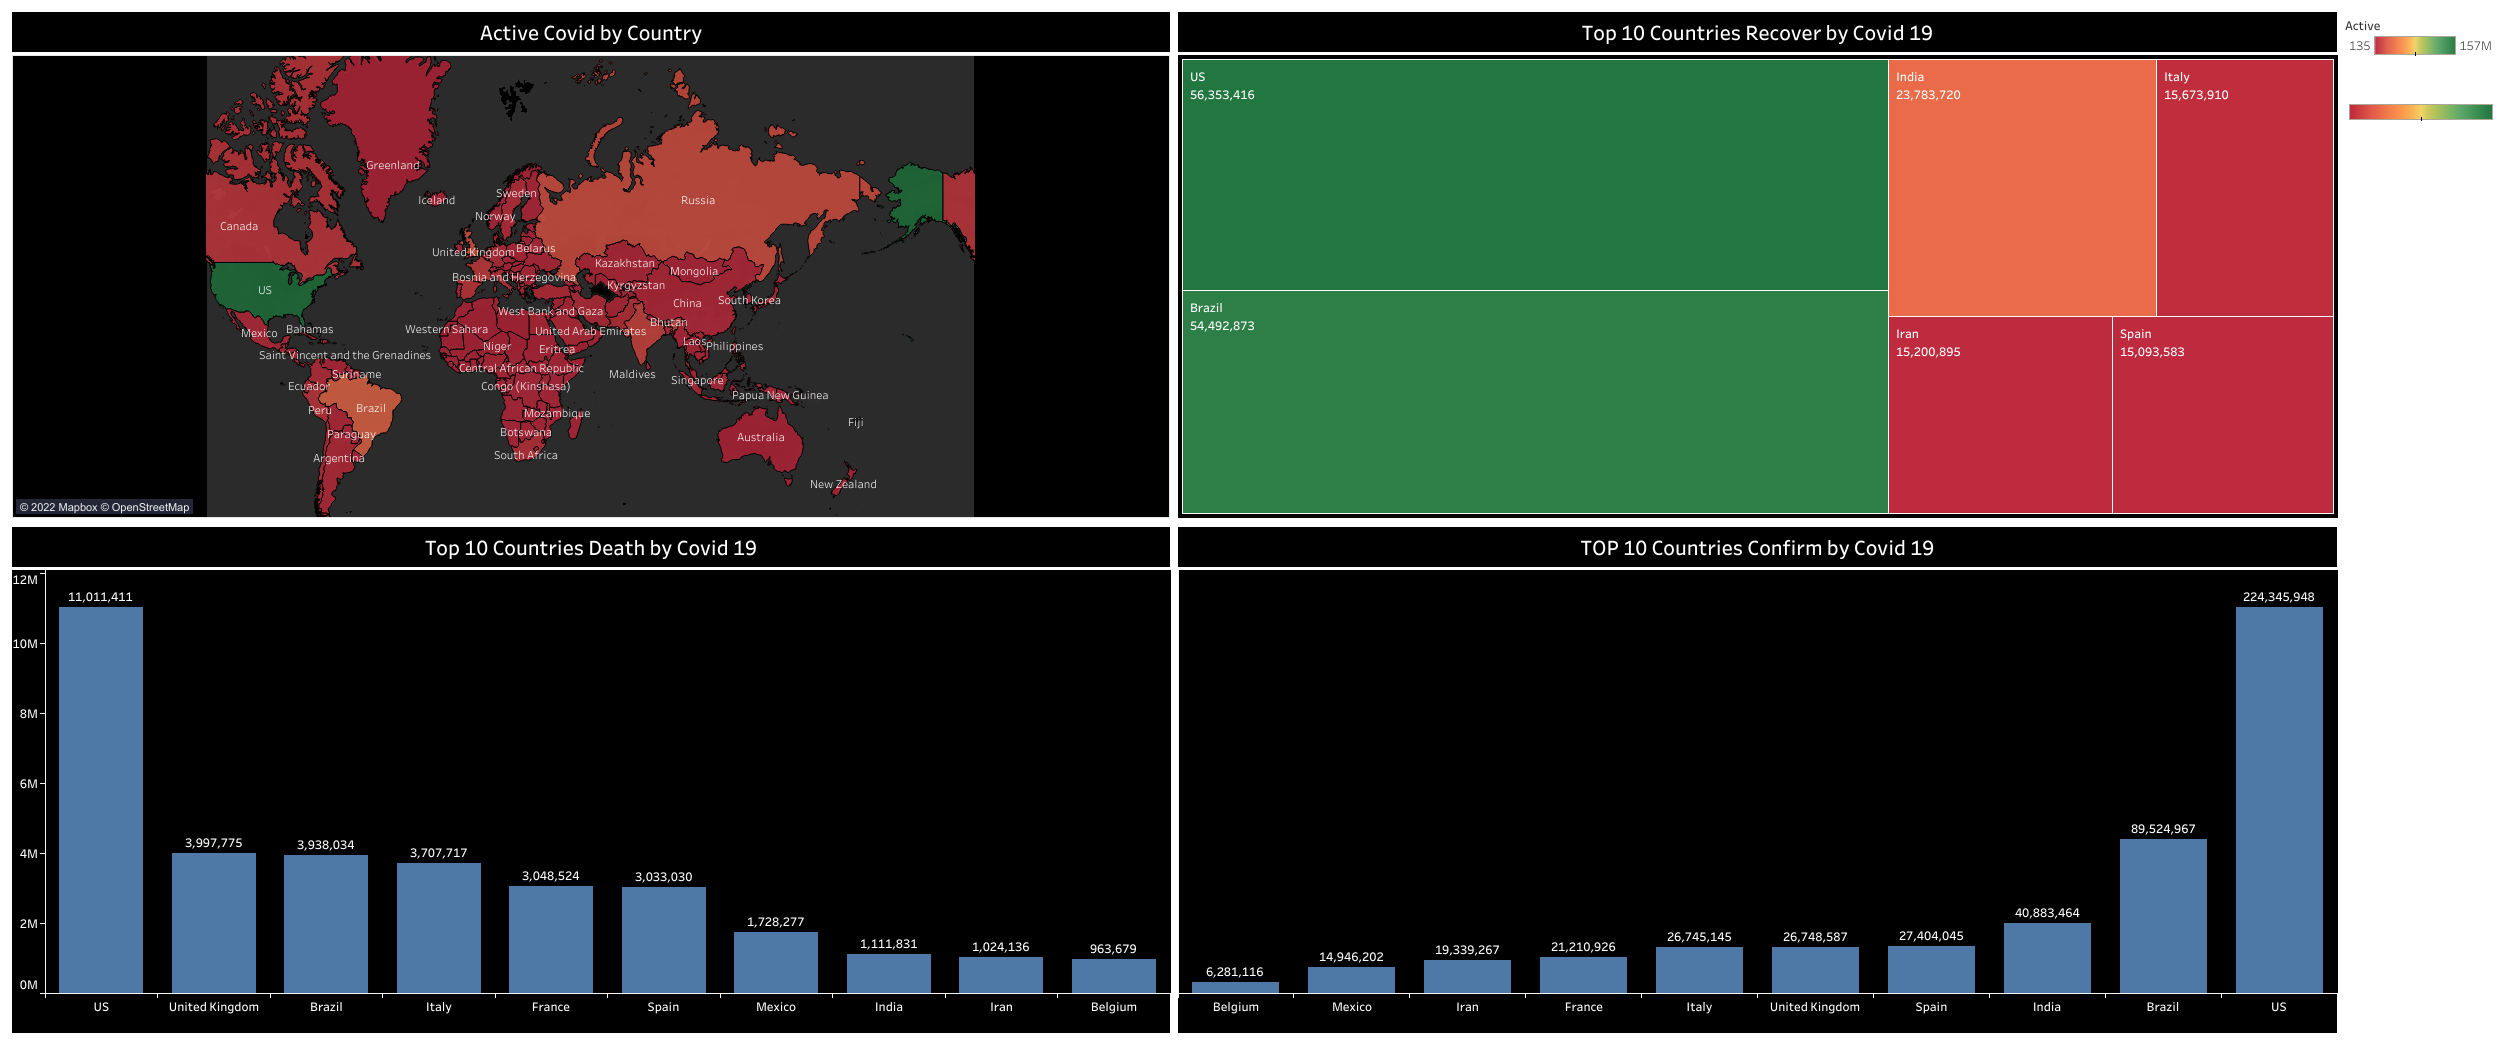 Active Covid by Country
Top 10 Countries Recover by Covid 19
Active
135
157M
Greenland
Iceland
Sweden
Norway
Russia
Canada
United Kingdom
Belarus
Bosnia and Herzegovina
Kazakhstan
Mongolia
Kyrgyzstan
US
China
South Korea
West Bank and Gaza
Mexico
Bahamas
Western Sahara
United Arab Emirates
Bhutan
Niger
Eritrea
Laos
Philippines
Saint Vincent and the Grenadines
Central African Republic
Suriname
Maldives
Singapore
Ecuador
Congo (Kinshasa)
Papua New Guinea
Peru
Brazil
Mozambique
Fiji
Paraguay
Botswana
Australia
Argentina
South Africa
New Zealand
© 2022 Mapbox © OpenStreetMap
US
56,353,416
India
23,783,720
Italy
15,673,910
Brazil
54,492,873
Iran
15,200,895
Spain
15,093,583
Top 10 Countries Death by Covid 19
12M
10M
8M
6M
4M
2M
0M
11,011,411
3,997,775
3,938,034
3,707,717
3,048,524
3,033,030
1,728,277
1,111,831
1,024,136
963,679
US
United Kingdom
Brazil
Italy
France
Spain
Mexico
India
Iran
Belgium
TOP 10 Countries Confirm by Covid 19
6,281,116
14,946,202
19,339,267
21,210,926
26,745,145
26,748,587
27,404,045
40,883,464
89,524,967
224,345,948
Belgium
Mexico
Iran
France
Italy
United Kingdom
Spain
India
Brazil
US